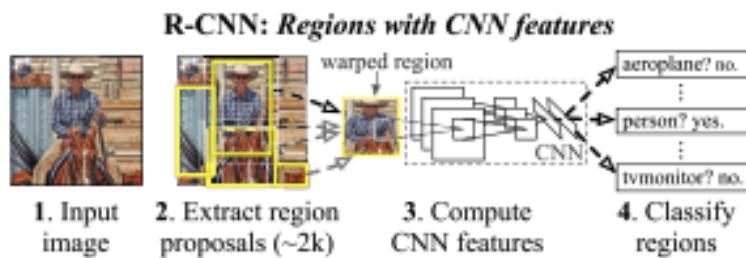 R-CNN: Regions with CNN features
warped region
aeroplane? no.
⋮
person? yes.
⋮
tvmonitor? no.
CNN
1. Input
image
2. Extract region
proposals (~2k)
3. Compute
CNN features
4. Classify
regions